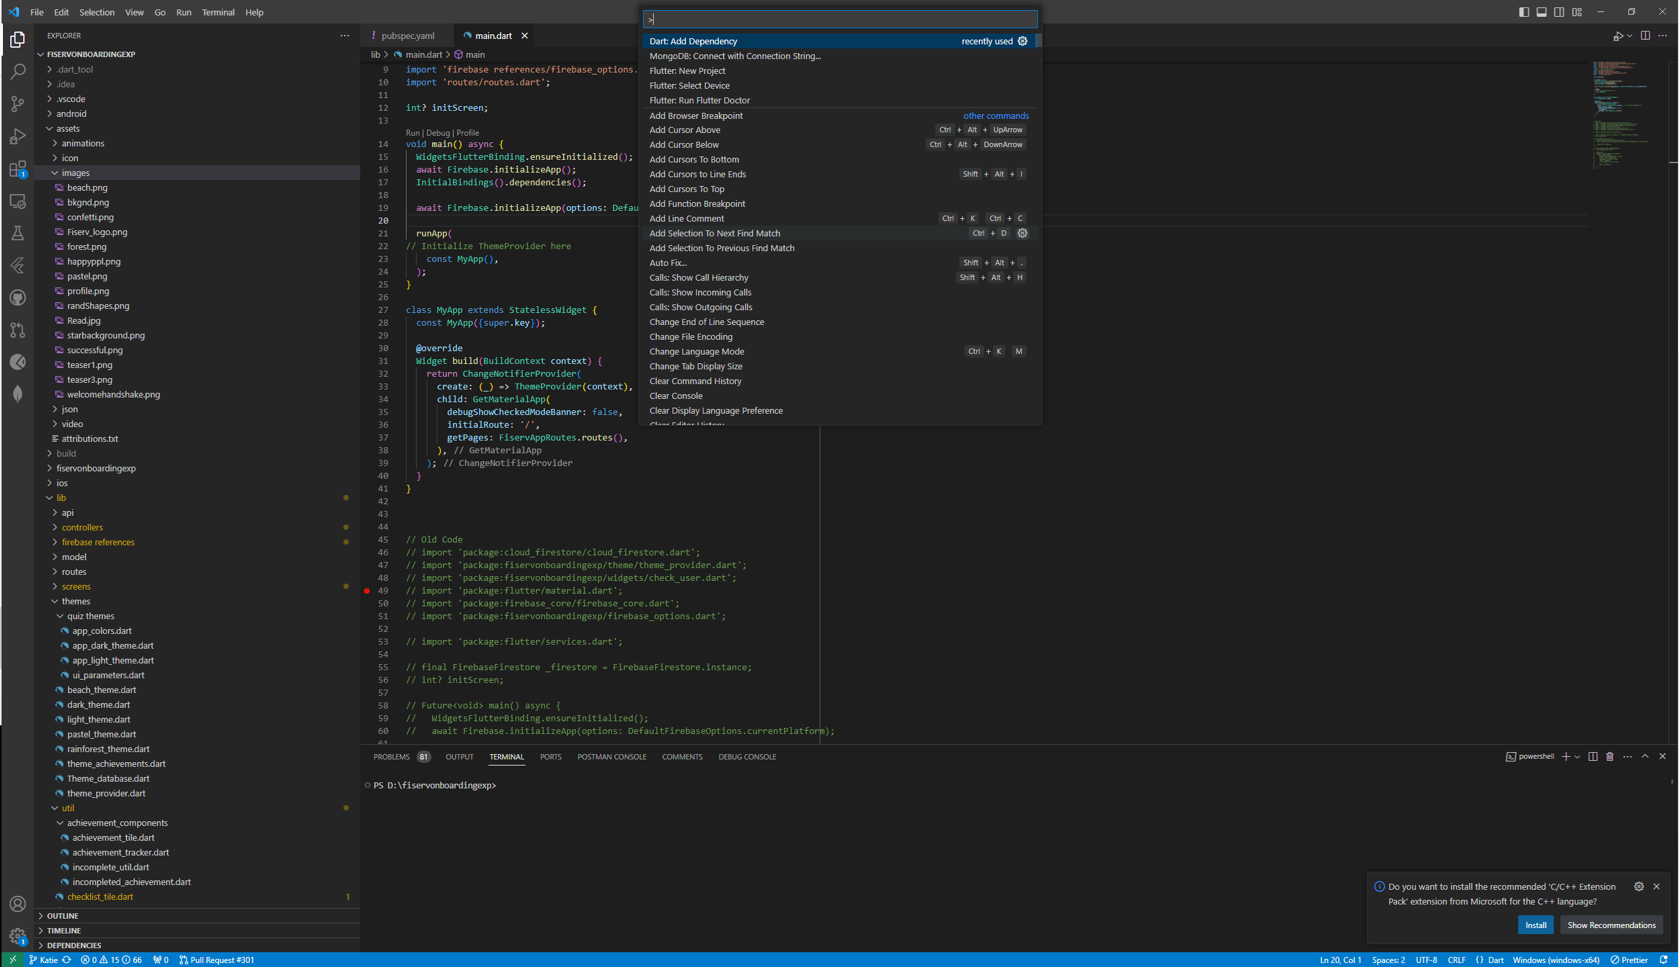 File Edit Selection View Go Run Terminal Help
EXPLORER
FISERVONBOARDINGEXP
.dart_tool
.idea
.vscode
android
assets
animations
icon
images
beach.png
bkgnd.png
confetti.png
Fiserv_logo.png
forest.png
happyppl.png
pastel.png
profile.png
randShapes.png
Read.jpg
starbackground.png
successful.png
teaser1.png
teaser3.png
welcomehandshake.png
json
video
attributions.txt
build
fiservonboardingexp
ios
lib
api
controllers
firebase references
model
routes
screens
themes
quiz themes
app_colors.dart
app_dark_theme.dart
app_light_theme.dart
ui_parameters.dart
beach_theme.dart
dark_theme.dart
light_theme.dart
pastel_theme.dart
rainforest_theme.dart
theme_achievements.dart
Theme_database.dart
theme_provider.dart
util
achievement_components
achievement_tile.dart
achievement_tracker.dart
incomplete_util.dart
incompleted_achievement.dart
checklist_tile.dart 1
OUTLINE
TIMELINE
DEPENDENCIES
! pubspec.yaml main.dart
lib > main.dart > main
9 import 'firebase references/firebase_options.
10 import 'routes/routes.dart';
11
12 int? initScreen;
13
Run | Debug | Profile
14 void main() async {
15 WidgetsFlutterBinding.ensureInitialized();
16 await Firebase.initializeApp();
17 InitialBindings().dependencies();
18
19 await Firebase.initializeApp(options: Defau
20
21 runApp(
22 // Initialize ThemeProvider here
23 const MyApp(),
24 );
25 }
26
27 class MyApp extends StatelessWidget {
28 const MyApp({super.key});
29
30 @override
31 Widget build(BuildContext context) {
32 return ChangeNotifierProvider(
33 create: (_) => ThemeProvider(context),
34 child: GetMaterialApp(
35 debugShowCheckedModeBanner: false,
36 initialRoute: '/',
37 getPages: FiservAppRoutes.routes(),
38 ), // GetMaterialApp
39 ); // ChangeNotifierProvider
40 }
41 }
42
43
44
45 // Old Code
46 // import 'package:cloud_firestore/cloud_firestore.dart';
47 // import 'package:fiservonboardingexp/theme/theme_provider.dart';
48 // import 'package:fiservonboardingexp/widgets/check_user.dart';
49 // import 'package:flutter/material.dart';
50 // import 'package:firebase_core/firebase_core.dart';
51 // import 'package:fiservonboardingexp/firebase_options.dart';
52
53 // import 'package:flutter/services.dart';
54
55 // final FirebaseFirestore _firestore = FirebaseFirestore.instance;
56 // int? initScreen;
57
58 // Future<void> main() async {
59 // WidgetsFlutterBinding.ensureInitialized();
60 // await Firebase.initializeApp(options: DefaultFirebaseOptions.currentPlatform);
61
>
Dart: Add Dependency recently used
MongoDB: Connect with Connection String...
Flutter: New Project
Flutter: Select Device
Flutter: Run Flutter Doctor
Add Browser Breakpoint other commands
Add Cursor Above Ctrl + Alt + UpArrow
Add Cursor Below Ctrl + Alt + DownArrow
Add Cursors To Bottom
Add Cursors to Line Ends Shift + Alt + I
Add Cursors To Top
Add Function Breakpoint
Add Line Comment Ctrl + K Ctrl + C
Add Selection To Next Find Match Ctrl + D
Add Selection To Previous Find Match
Auto Fix... Shift + Alt + .
Calls: Show Call Hierarchy Shift + Alt + H
Calls: Show Incoming Calls
Calls: Show Outgoing Calls
Change End of Line Sequence
Change File Encoding
Change Language Mode Ctrl + K M
Change Tab Display Size
Clear Command History
Clear Console
Clear Display Language Preference
Clear Editor History
PROBLEMS 81 OUTPUT TERMINAL PORTS POSTMAN CONSOLE COMMENTS DEBUG CONSOLE powershell
PS D:\fiservonboardingexp>
Do you want to install the recommended 'C/C++ Extension
Pack' extension from Microsoft for the C++ language?
Install Show Recommendations
Katie 0 15 66 0 Pull Request #301 Ln 20, Col 1 Spaces: 2 UTF-8 CRLF {} Dart Windows (windows-x64) Prettier